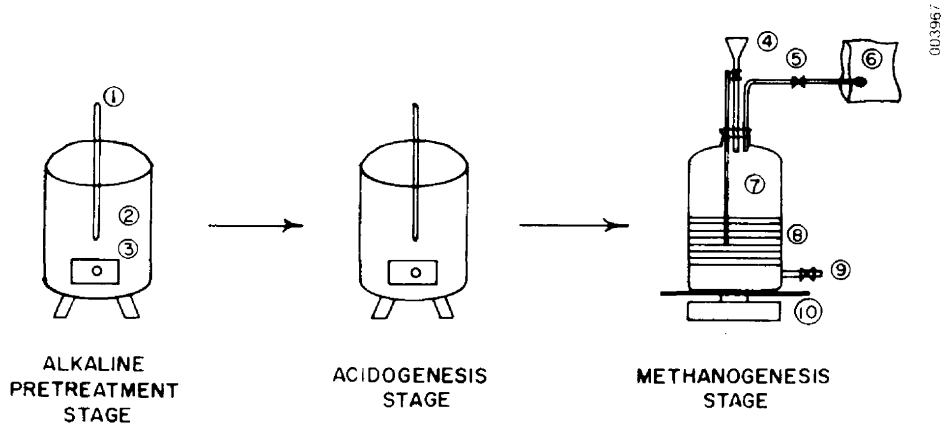 003967
④
⑤
⑥
①
②
③
⑦
⑧
⑨
⑩
ALKALINE
PRETREATMENT
STAGE
ACIDOGENESIS
STAGE
METHANOGENESIS
STAGE